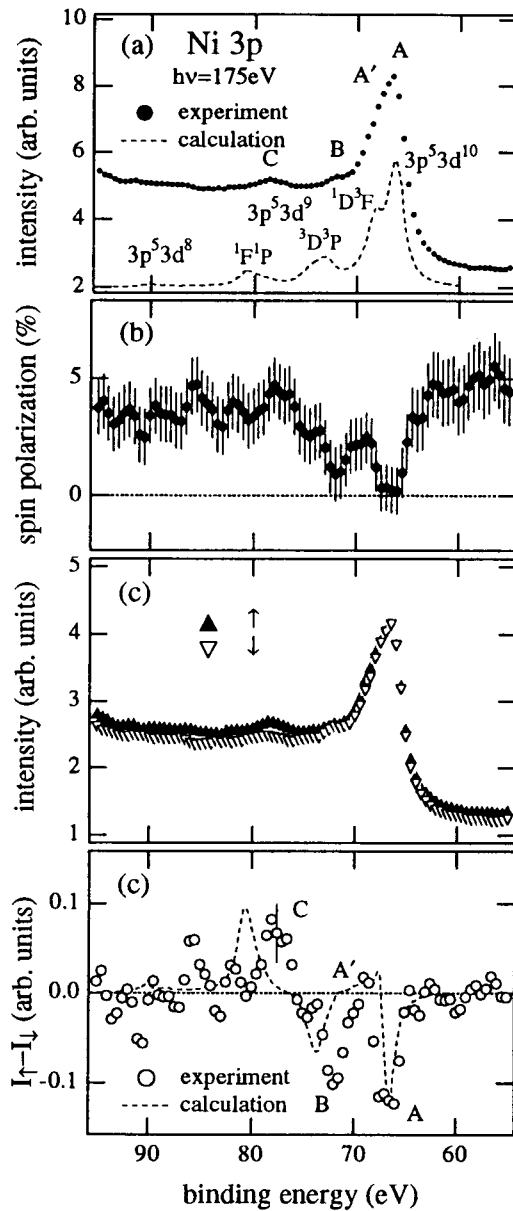 (a) Ni 3p
hν=175eV
● experiment
--- calculation
A
A′
B
C
3p⁵3d¹⁰
3p⁵3d⁹
¹D³F
³D³P
¹F¹P
3p⁵3d⁸
intensity (arb. units)
10
8
6
4
2
(b)
spin polarization (%)
5
0
(c)
▲ ↑
▽ ↓
intensity (arb. units)
5
4
3
2
1
(c)
C
A′
B
A
○ experiment
--- calculation
I↑−I↓ (arb. units)
0.1
0.0
-0.1
90 80 70 60
binding energy (eV)